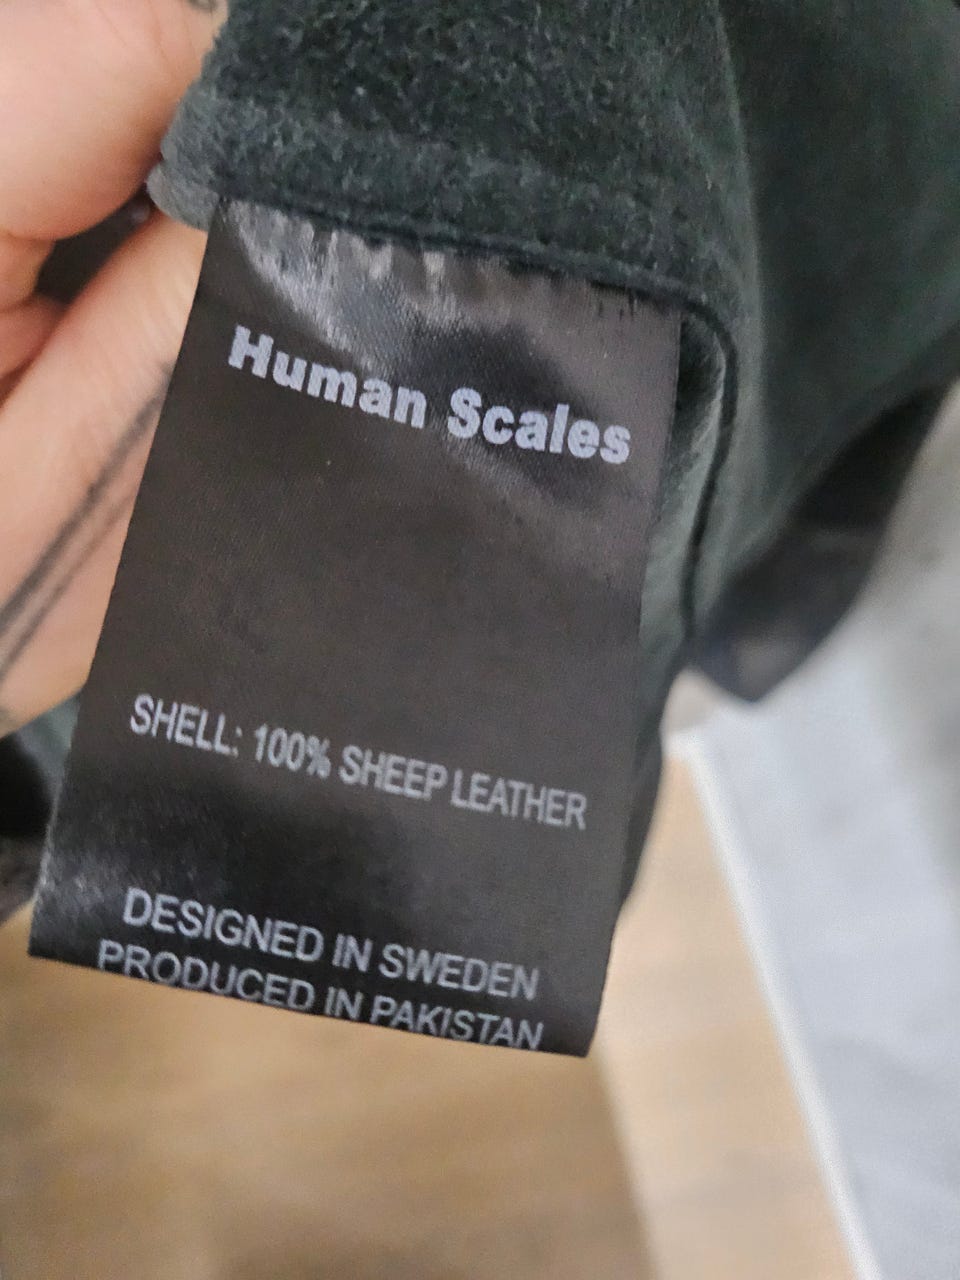 Human Scales
SHELL: 100% SHEEP LEATHER
DESIGNED IN SWEDEN
PRODUCED IN PAKISTAN